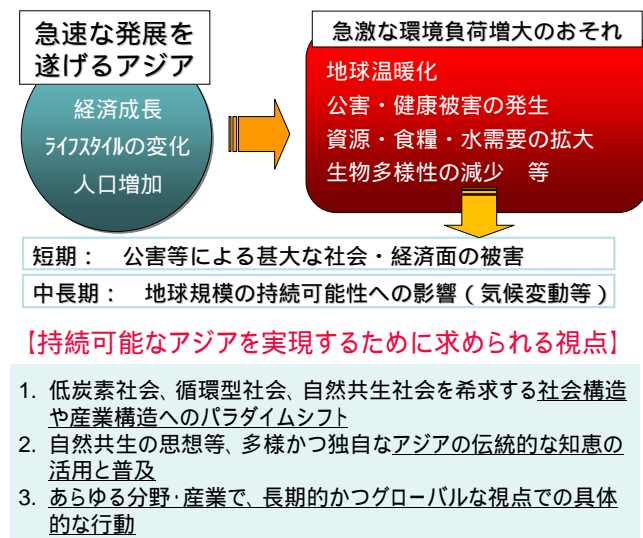 急速な発展を
遂げるアジア
経済成長
ﾗｲﾌｽﾀｲﾙの変化
人口増加
急激な環境負荷増大のおそれ
地球温暖化
公害・健康被害の発生
資源・食糧・水需要の拡大
生物多様性の減少　等
短期：　公害等による甚大な社会・経済面の被害
中長期：　地球規模の持続可能性への影響（気候変動等）
【持続可能なアジアを実現するために求められる視点】
1. 低炭素社会、循環型社会、自然共生社会を希求する社会構造
や産業構造へのパラダイムシフト
2. 自然共生の思想等、多様かつ独自なアジアの伝統的な知恵の
活用と普及
3. あらゆる分野･産業で、長期的かつグローバルな視点での具体
的な行動